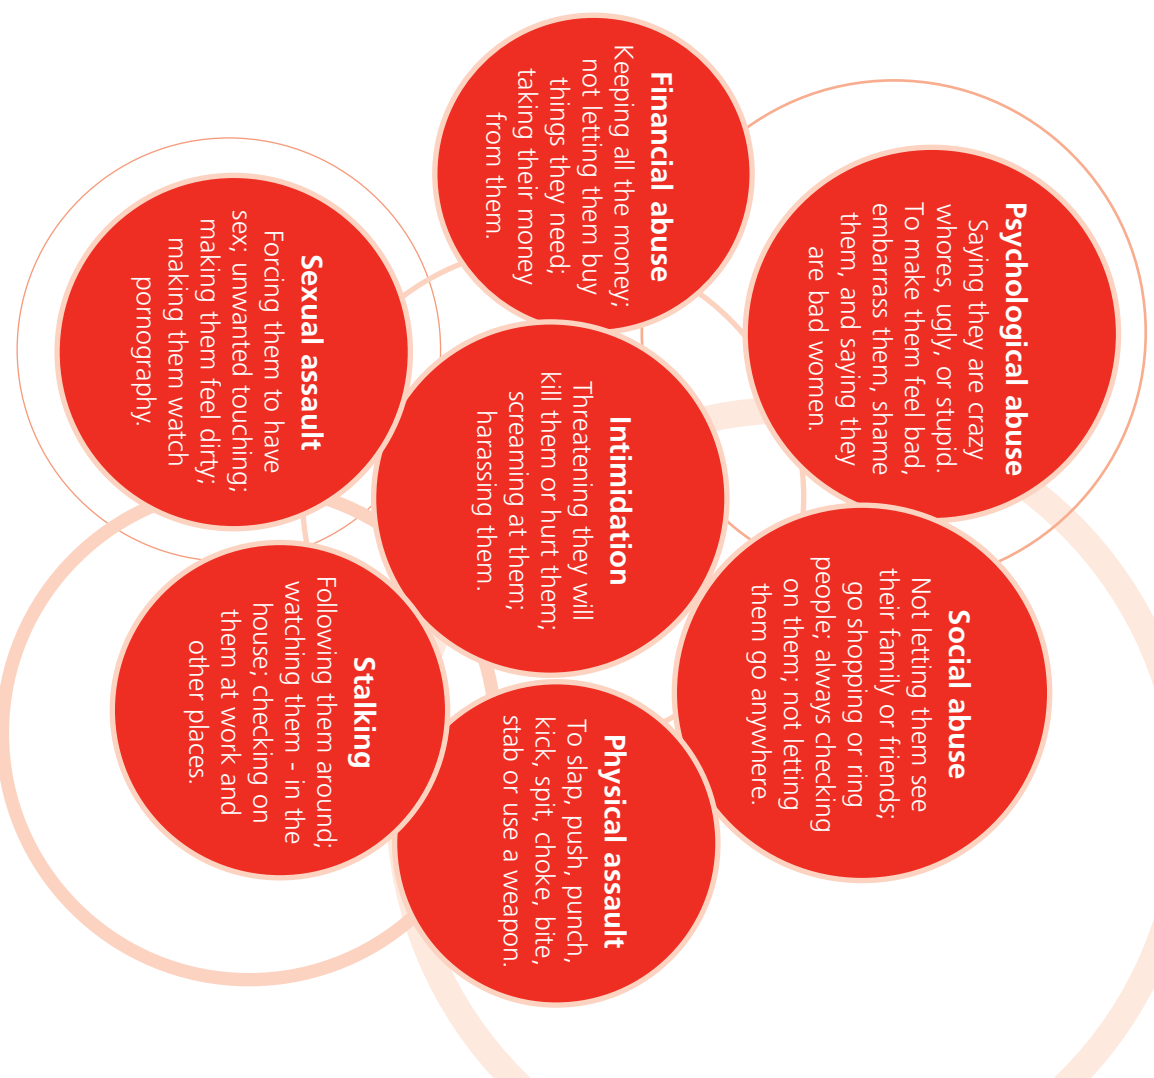 Psychological abuse
Saying they are crazy
whores, ugly, or stupid.
To make them feel bad,
embarrass them, shame
them, and saying they
are bad women.
Social abuse
Not letting them see
their family or friends;
go shopping or ring
people; always checking
on them; not letting
them go anywhere.
Financial abuse
Keeping all the money;
not letting them buy
things they need;
taking their money
from them.
Intimidation
Threatening they will
kill them or hurt them;
screaming at them;
harassing them.
Physical assault
To slap, push, punch,
kick, spit, choke, bite,
stab or use a weapon.
Sexual assault
Forcing them to have
sex; unwanted touching;
making them feel dirty;
making them watch
pornography.
Stalking
Following them around;
watching them - in the
house; checking on
them at work and
other places.